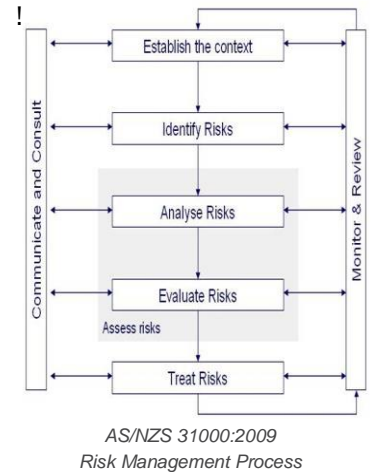 !
Establish the context
Communicate and Consult
Monitor & Review
Identify Risks
Analyse Risks
Evaluate Risks
Assess risks
Treat Risks
AS/NZS 31000:2009
Risk Management Process